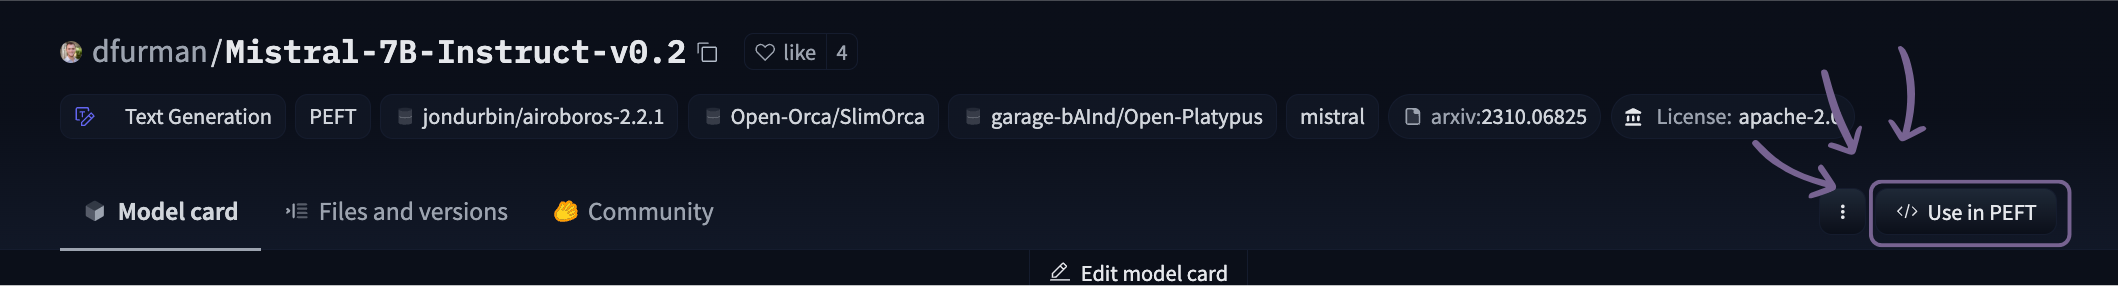 dfurman/Mistral-7B-Instruct-v0.2 like 4
Text Generation PEFT jondurbin/airoboros-2.2.1 Open-Orca/SlimOrca garage-bAInd/Open-Platypus mistral arxiv:2310.06825 License: apache-2.0
Model card Files and versions Community Use in PEFT
Edit model card